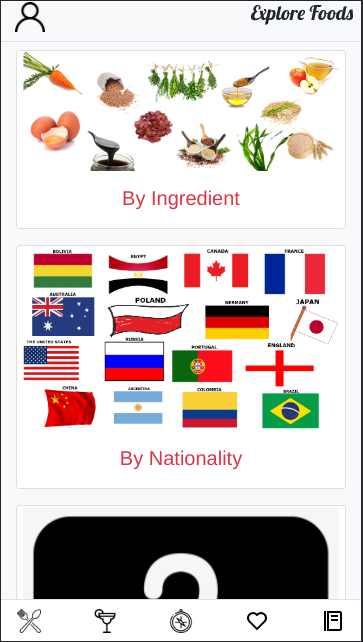 Explore Foods
By Ingredient
BOLIVIA
EGYPT
CANADA
FRANCE
AUSTRALIA
POLAND
GERMANY
JAPAN
THE UNITED STATES
RUSSIA
PORTUGAL
ENGLAND
CHINA
ARGENTINA
COLOMBIA
BRAZIL
By Nationality
?